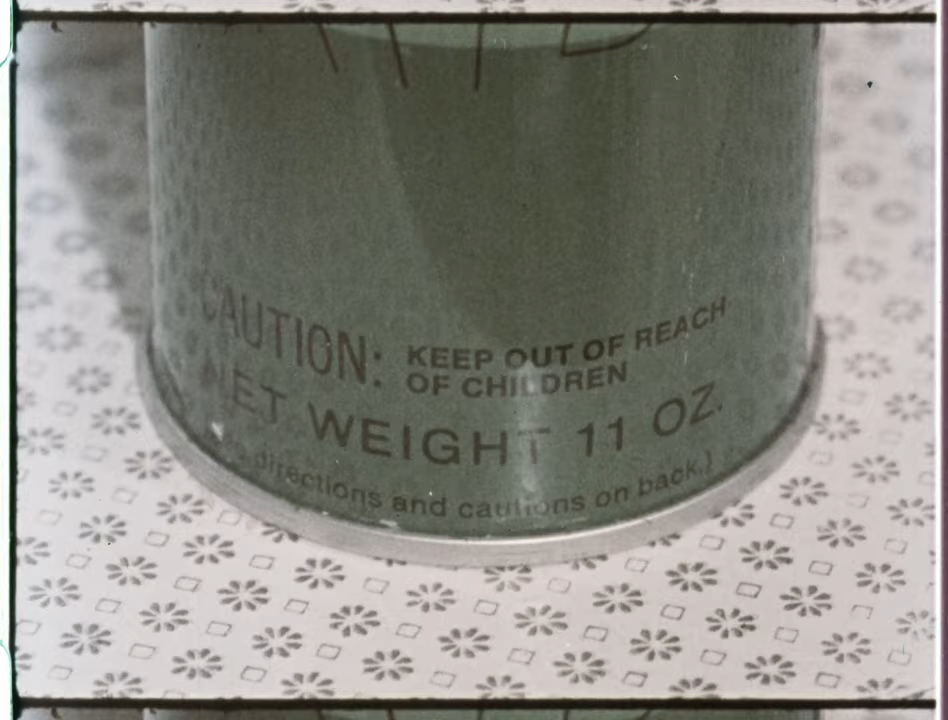 CAUTION: KEEP OUT OF REACH
OF CHILDREN
NET WEIGHT 11 OZ.
directions and cautions on back.)